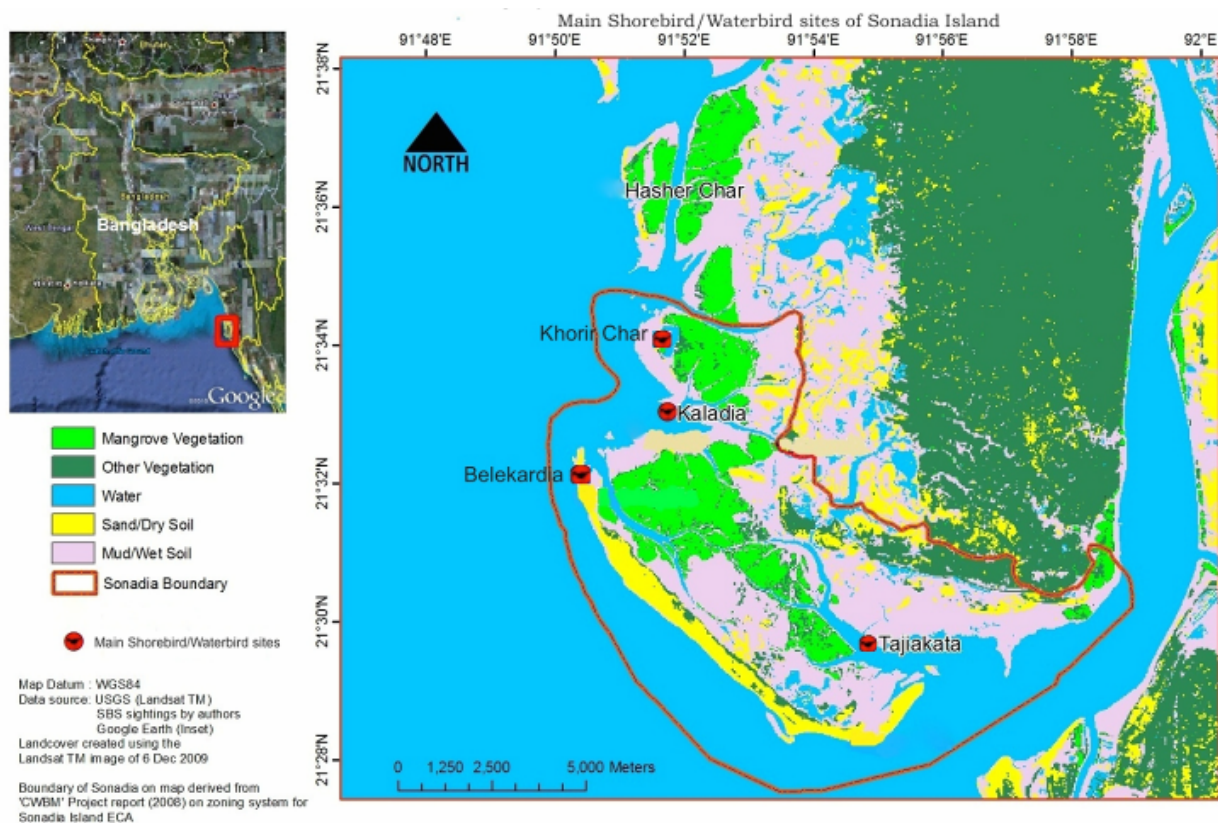 Main Shorebird/Waterbird sites of Sonadia Island
91°48'E 91°50'E 91°52'E 91°54'E 91°56'E 91°58'E 92°E
21°38'N
21°36'N
21°34'N
21°32'N
21°30'N
21°28'N
NORTH
Hasher Char
Khorir Char
Kaladia
Belekardia
Tajiakata
0 1,250 2,500 5,000 Meters
Bangladesh
Bangladesh
Google
Mangrove Vegetation
Other Vegetation
Water
Sand/Dry Soil
Mud/Wet Soil
Sonadia Boundary
Main Shorebird/Waterbird sites
Map Datum : WGS84
Data source: USGS (Landsat TM)
SBS sightings by authors
Google Earth (Inset)
Landcover created using the
Landsat TM image of 6 Dec 2009
Boundary of Sonadia on map derived from
'CWBM' Project report (2008) on zoning system for
Sonadia Island ECA